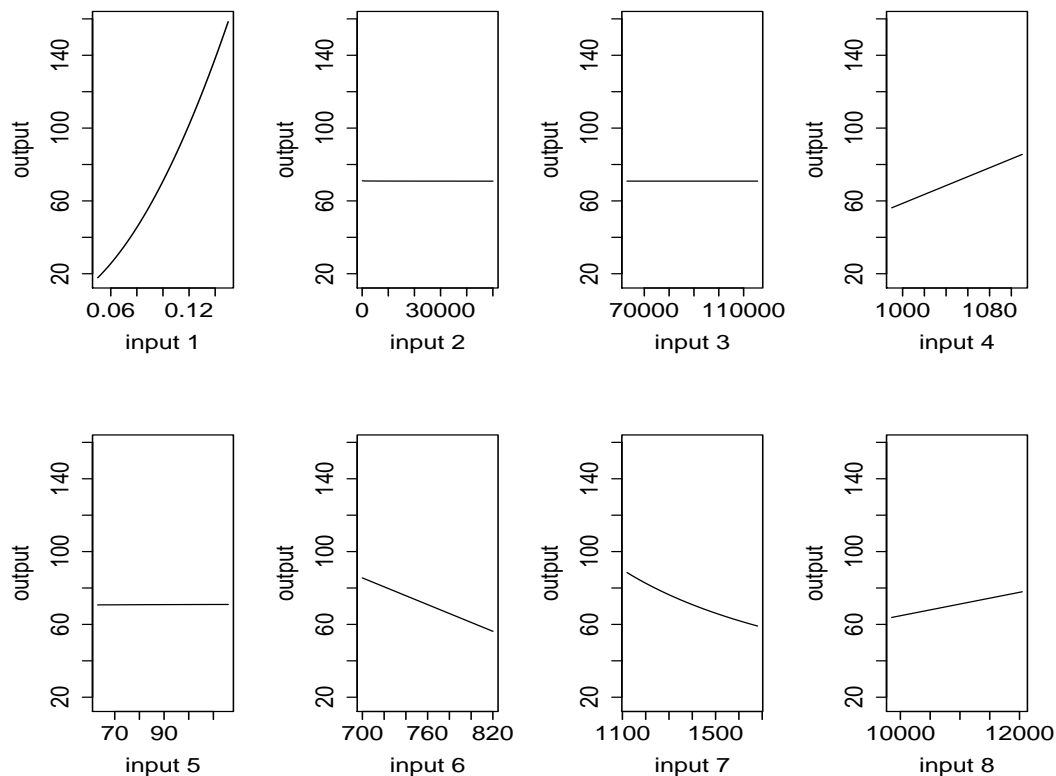 output
20 60 100 140
0.06 0.12
input 1
output
20 60 100 140
0 30000
input 2
output
20 60 100 140
70000 110000
input 3
output
20 60 100 140
1000 1080
input 4
output
20 60 100 140
70 90
input 5
output
20 60 100 140
700 760 820
input 6
output
20 60 100 140
1100 1500
input 7
output
20 60 100 140
10000 12000
input 8